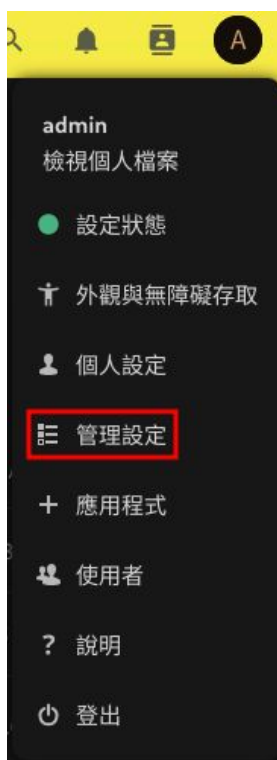 A
admin
檢視個人檔案
設定狀態
外觀與無障礙存取
個人設定
管理設定
+ 應用程式
使用者
? 說明
登出